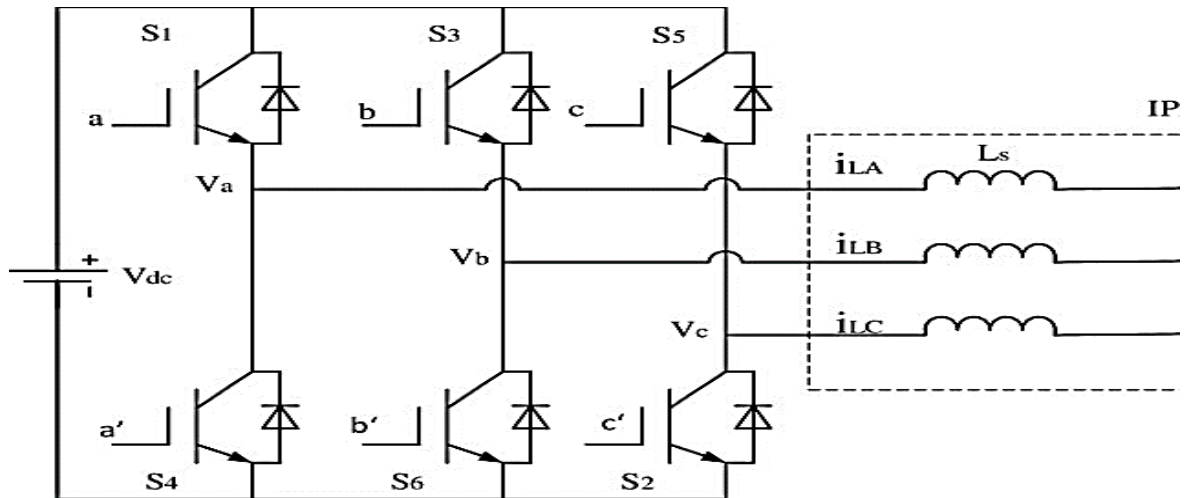 S1
S3
S5
a
b
c
IP
iLA
Ls
Va
iLB
Vb
+
Vdc
-
iLC
Vc
a'
b'
c'
S4
S6
S2